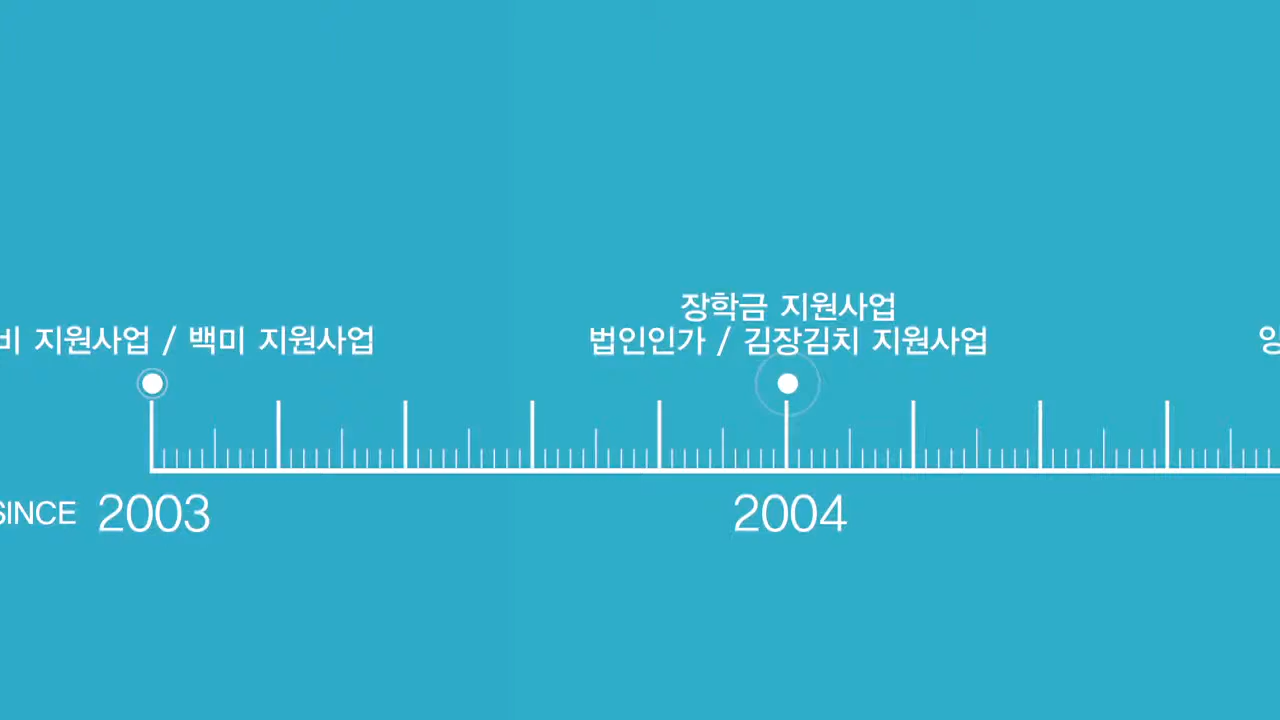 장학금 지원사업
비 지원사업 / 백미 지원사업
법인인가 / 김장김치 지원사업
SINCE 2003
2004